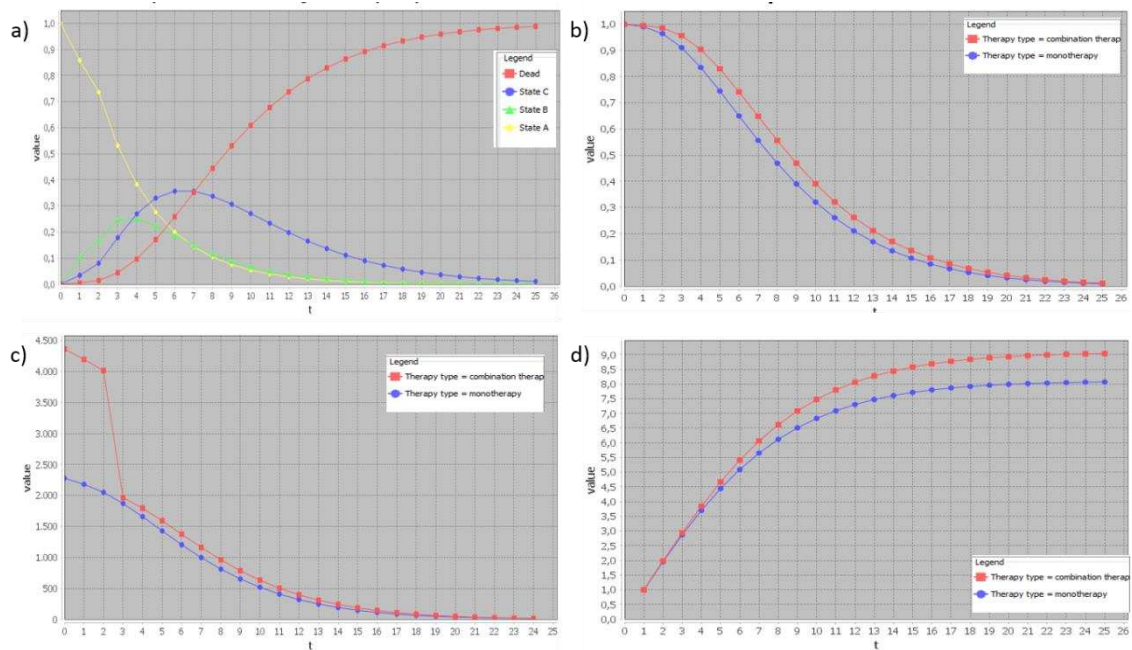 a)
1,0
0,9
0,8
0,7
0,6
0,5
0,4
0,3
0,2
0,1
0,0
value
0 1 2 3 4 5 6 7 8 9 10 11 12 13 14 15 16 17 18 19 20 21 22 23 24 25 26
t
Legend
Dead
State C
State B
State A
b)
1,0
0,9
0,8
0,7
0,6
0,5
0,4
0,3
0,2
0,1
0,0
value
0 1 2 3 4 5 6 7 8 9 10 11 12 13 14 15 16 17 18 19 20 21 22 23 24 25 26
t
Legend
Therapy type = combination therap
Therapy type = monotherapy
c)
4.500
4.000
3.500
3.000
2.500
2.000
1.500
1.000
500
0
value
0 1 2 3 4 5 6 7 8 9 10 11 12 13 14 15 16 17 18 19 20 21 22 23 24 25 26
t
Legend
Therapy type = combination therap
Therapy type = monotherapy
d)
9,0
8,5
8,0
7,5
7,0
6,5
6,0
5,5
5,0
4,5
4,0
3,5
3,0
2,5
2,0
1,5
1,0
0,5
value
0 1 2 3 4 5 6 7 8 9 10 11 12 13 14 15 16 17 18 19 20 21 22 23 24 25 26
t
Legend
Therapy type = combination therap
Therapy type = monotherapy